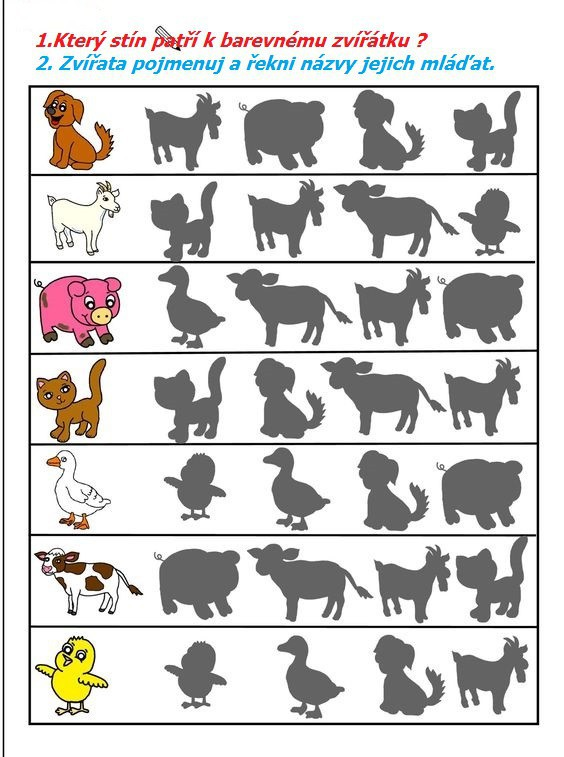 1.Který stín patří k barevnému zvířátku ?
2. Zvířata pojmenuj a řekni názvy jejich mláďat.